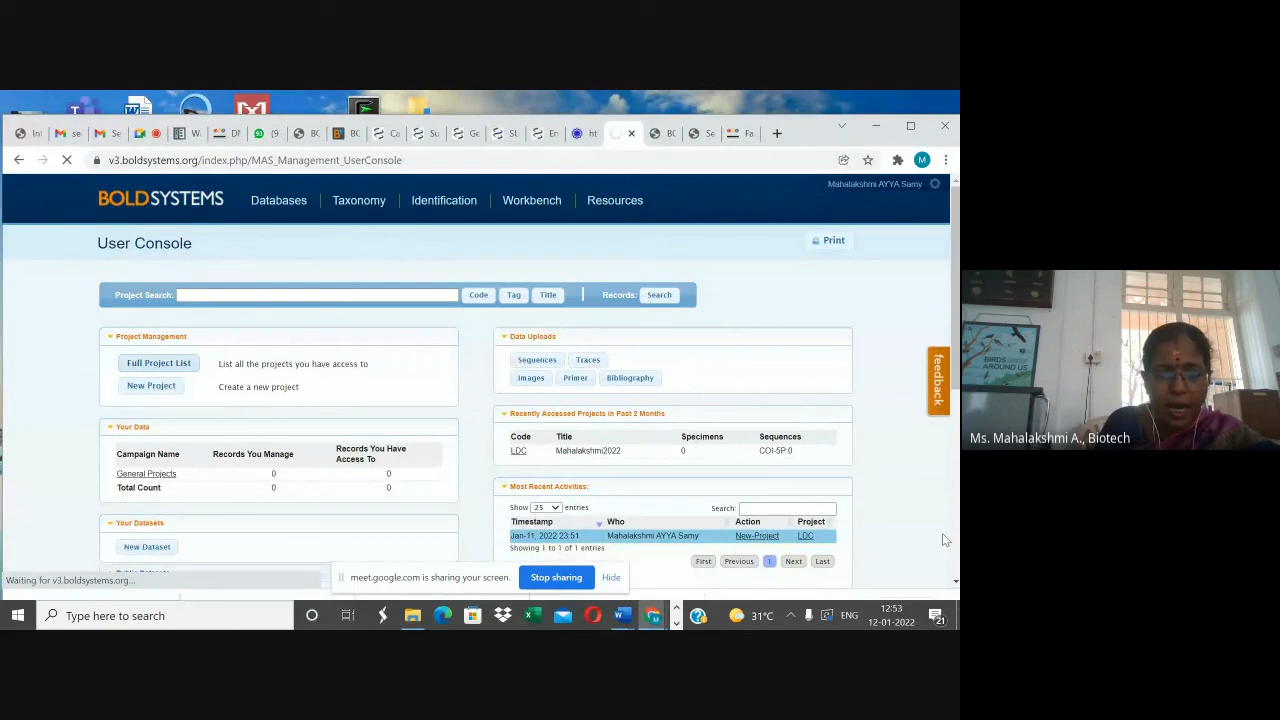 v3.boldsystems.org/index.php/MAS_Management_UserConsole
Mahalakshmi AYYA Samy
BOLDSYSTEMS Databases Taxonomy Identification Workbench Resources
User Console
Print
Project Search: Code Tag Title Records: Search
Project Management
Full Project List List all the projects you have access to
New Project Create a new project
Your Data
Campaign Name Records You Manage Records You Have Access To
General Projects 0 0
Total Count 0 0
Your Datasets
New Dataset
Data Uploads
Sequences Traces
Images Primer Bibliography
Recently Accessed Projects in Past 2 Months
Code Title Specimens Sequences
LDC Mahalakshmi2022 0 COI-5P:0
Most Recent Activities:
Show 25 entries Search:
Timestamp Who Action Project
Jan-11, 2022 23:51 Mahalakshmi AYYA Samy New-Project LDC
Showing 1 to 1 of 1 entries
First Previous 1 Next Last
feedback
Waiting for v3.boldsystems.org...
meet.google.com is sharing your screen. Stop sharing Hide
Type here to search
31°C ENG 12:53
12-01-2022
21
BIRDS
AROUND US
Ms. Mahalakshmi A., Biotech